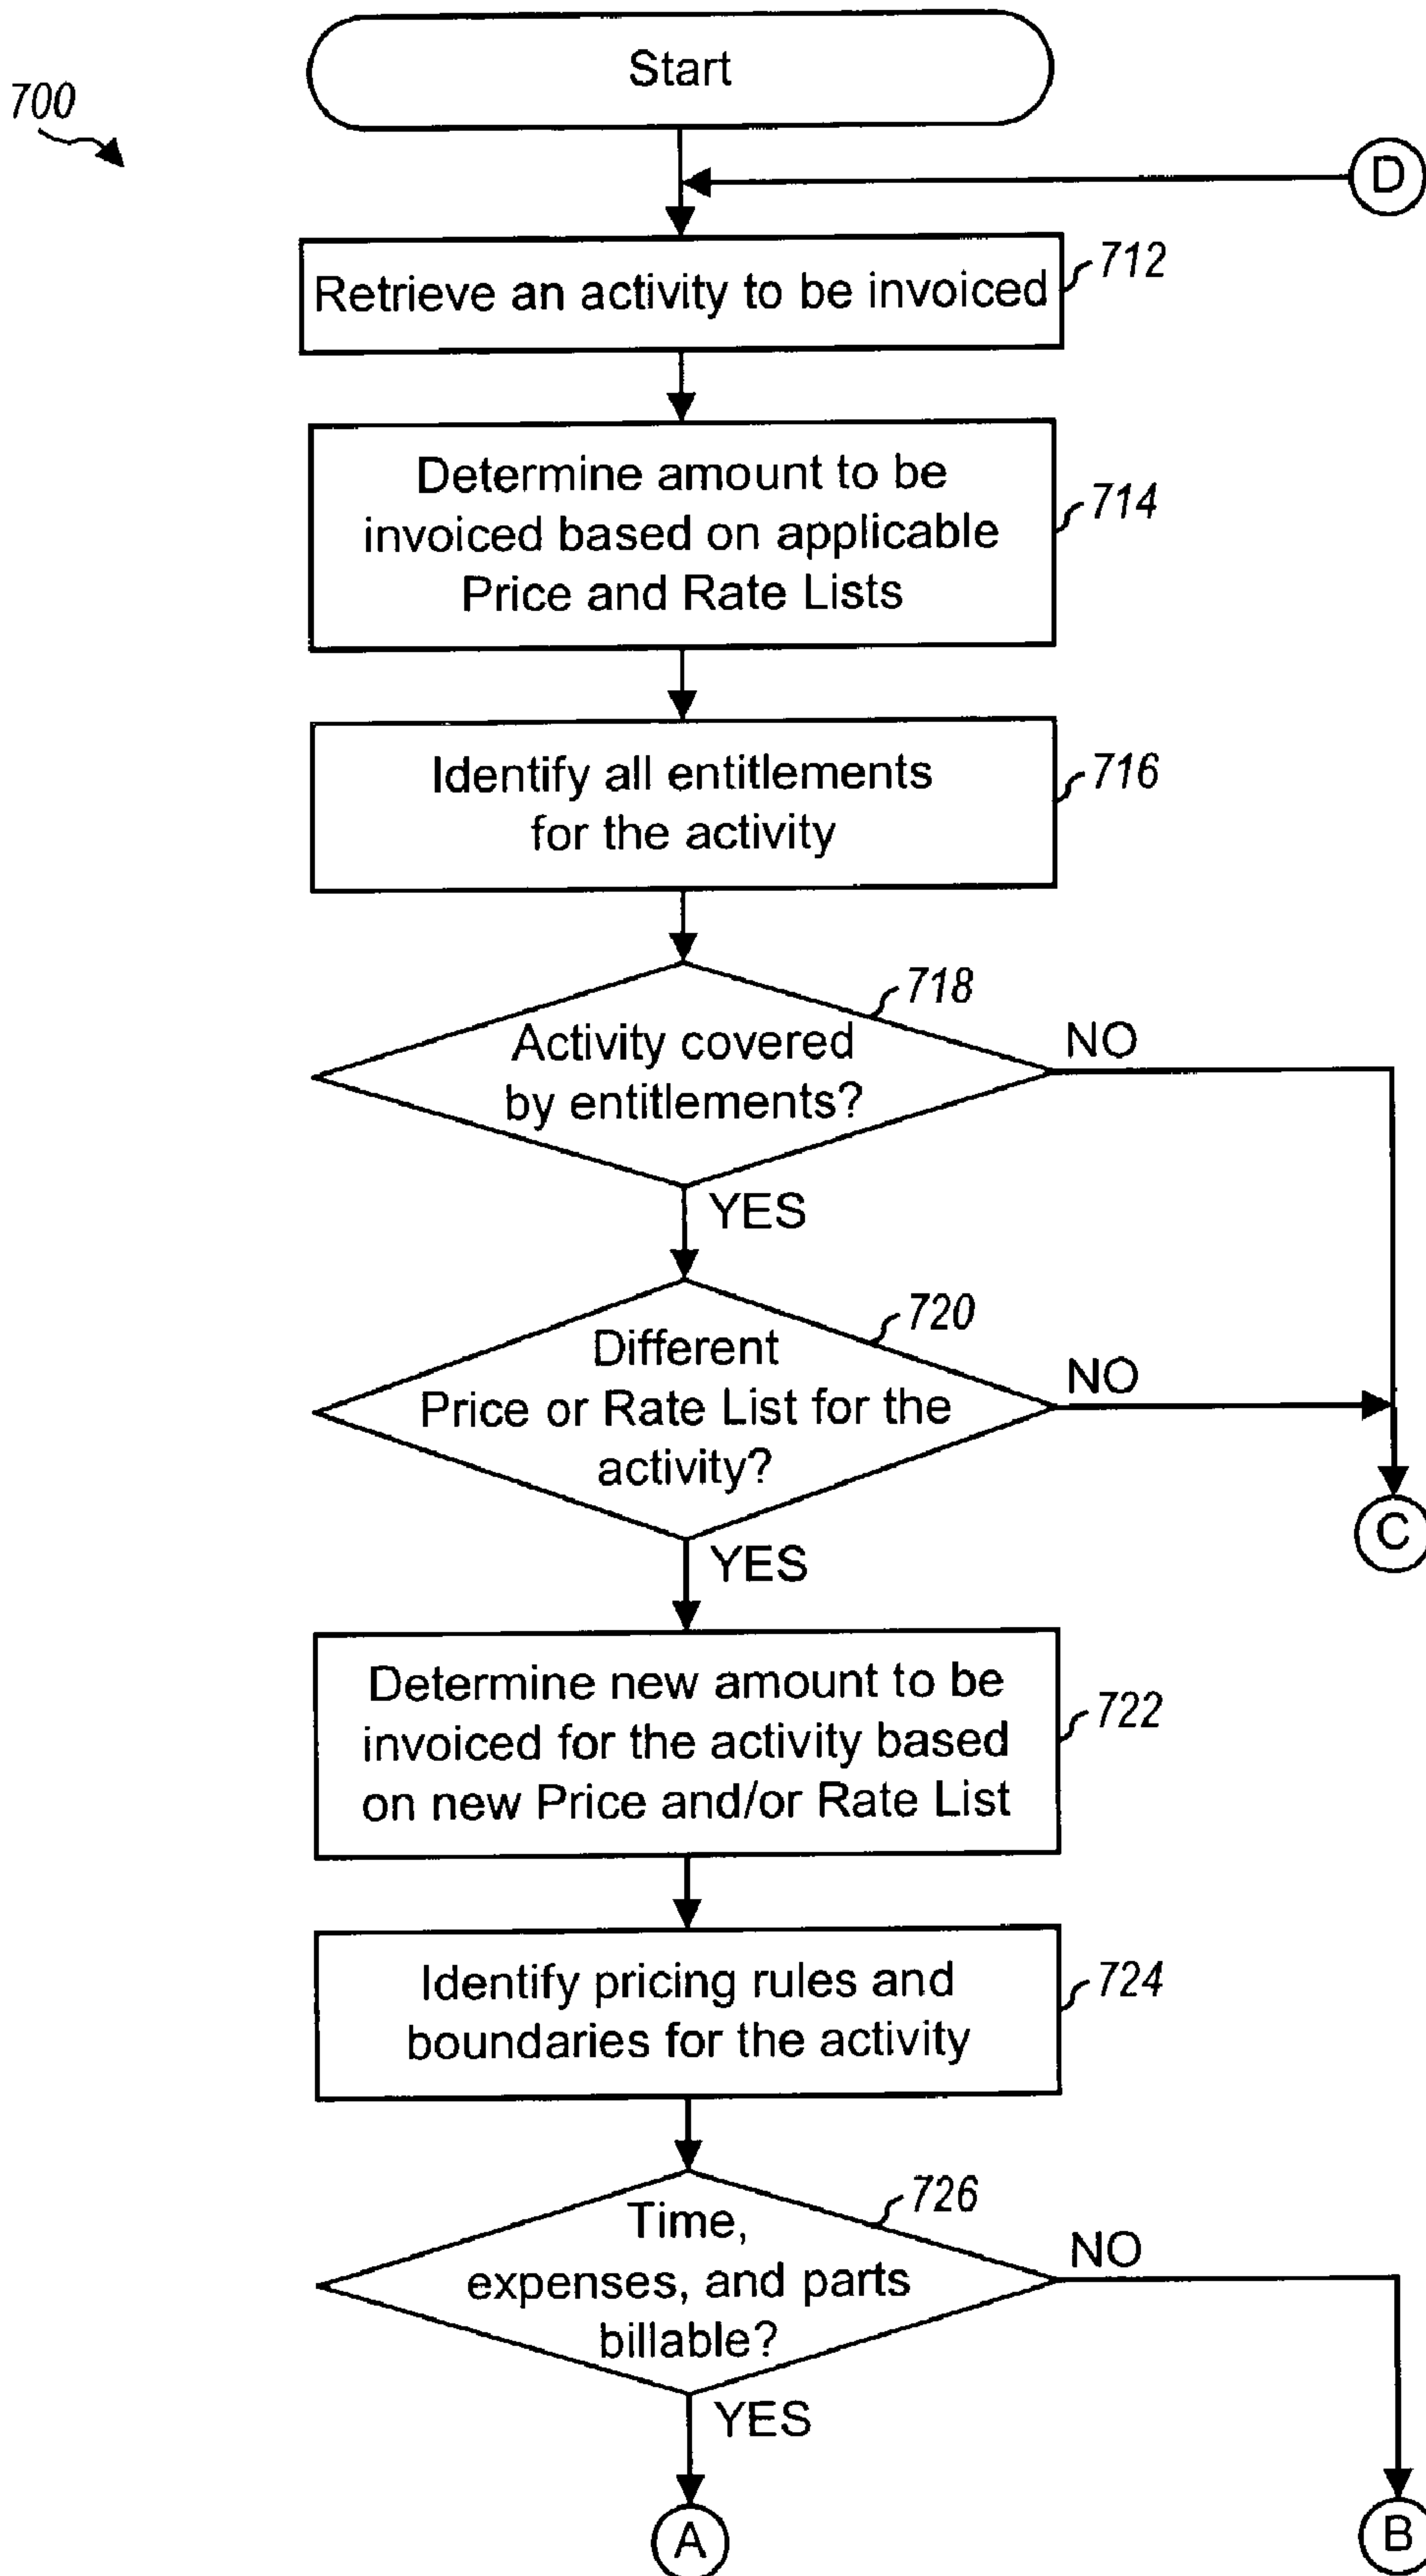 Start
700
D
Retrieve an activity to be invoiced
712
Determine amount to be
invoiced based on applicable
Price and Rate Lists
714
Identify all entitlements
for the activity
716
718
Activity covered
by entitlements?
NO
YES
720
Different
Price or Rate List for the
activity?
NO
C
YES
Determine new amount to be
invoiced for the activity based
on new Price and/or Rate List
722
Identify pricing rules and
boundaries for the activity
724
726
Time,
expenses, and parts
billable?
NO
YES
A
B